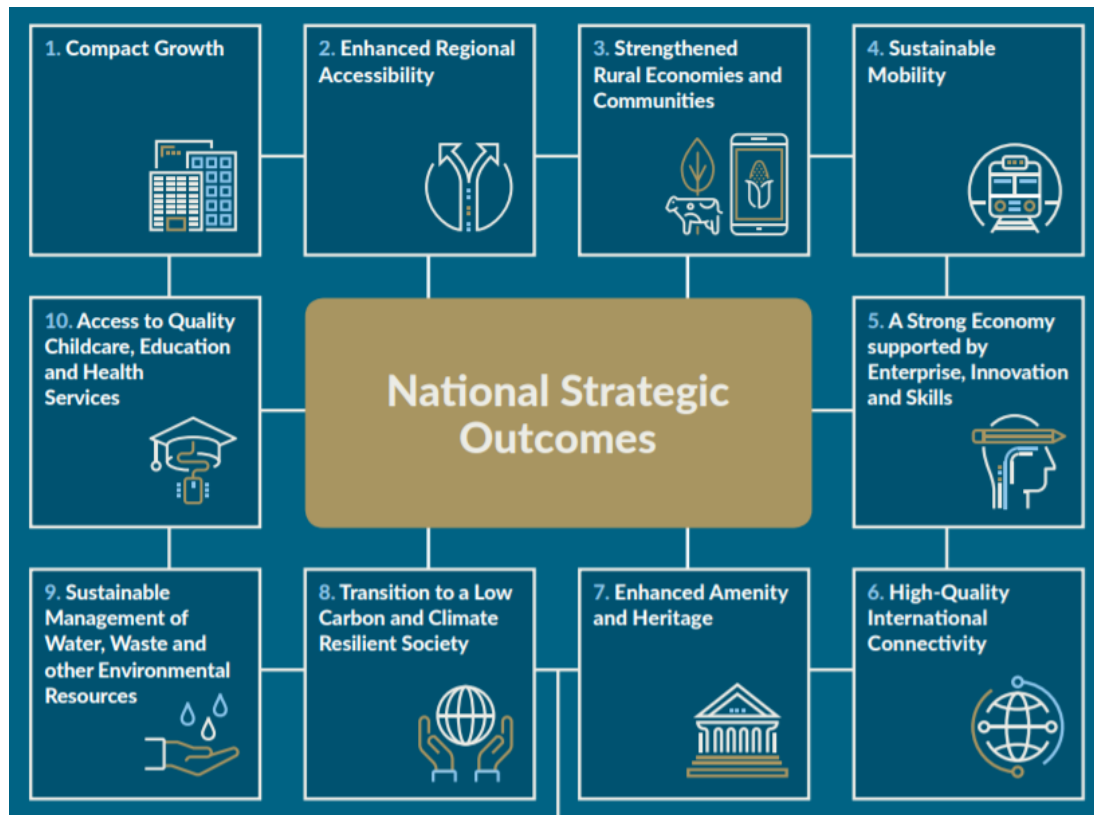 1. Compact Growth
2. Enhanced Regional
Accessibility
3. Strengthened
Rural Economies and
Communities
4. Sustainable
Mobility
10. Access to Quality
Childcare, Education
and Health
Services
National Strategic
Outcomes
5. A Strong Economy
supported by
Enterprise, Innovation
and Skills
9. Sustainable
Management of
Water, Waste and
other Environmental
Resources
8. Transition to a Low
Carbon and Climate
Resilient Society
7. Enhanced Amenity
and Heritage
6. High-Quality
International
Connectivity